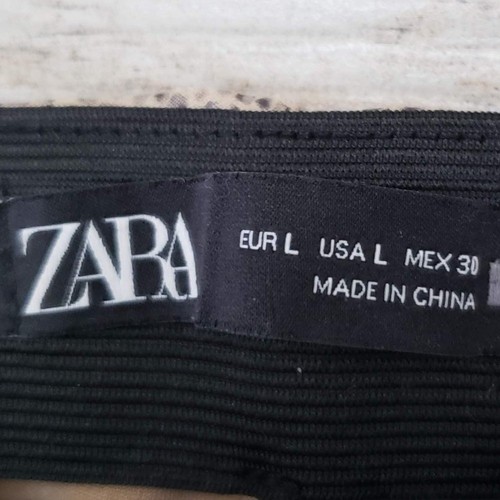 ZARA
EUR L USA L MEX 30
MADE IN CHINA